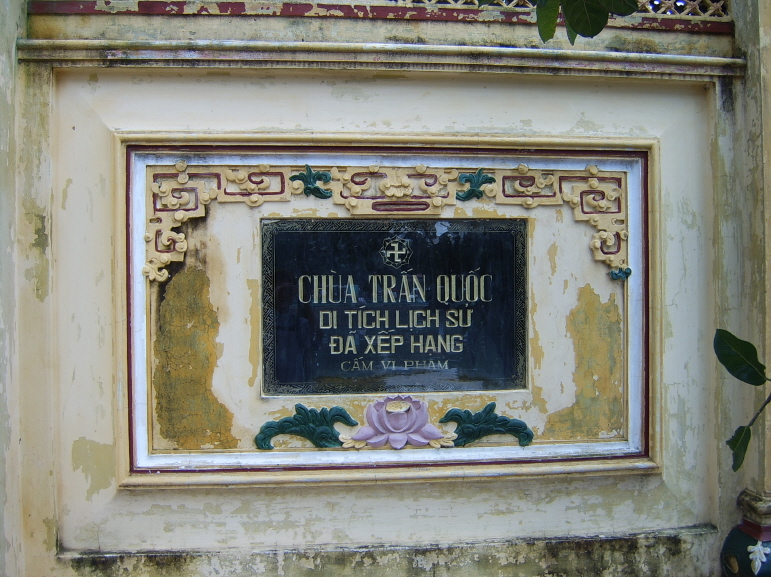 CHÙA TRẤN QUỐC
DI TÍCH LỊCH SỬ
ĐÃ XẾP HẠNG
CẤM VI PHẠM